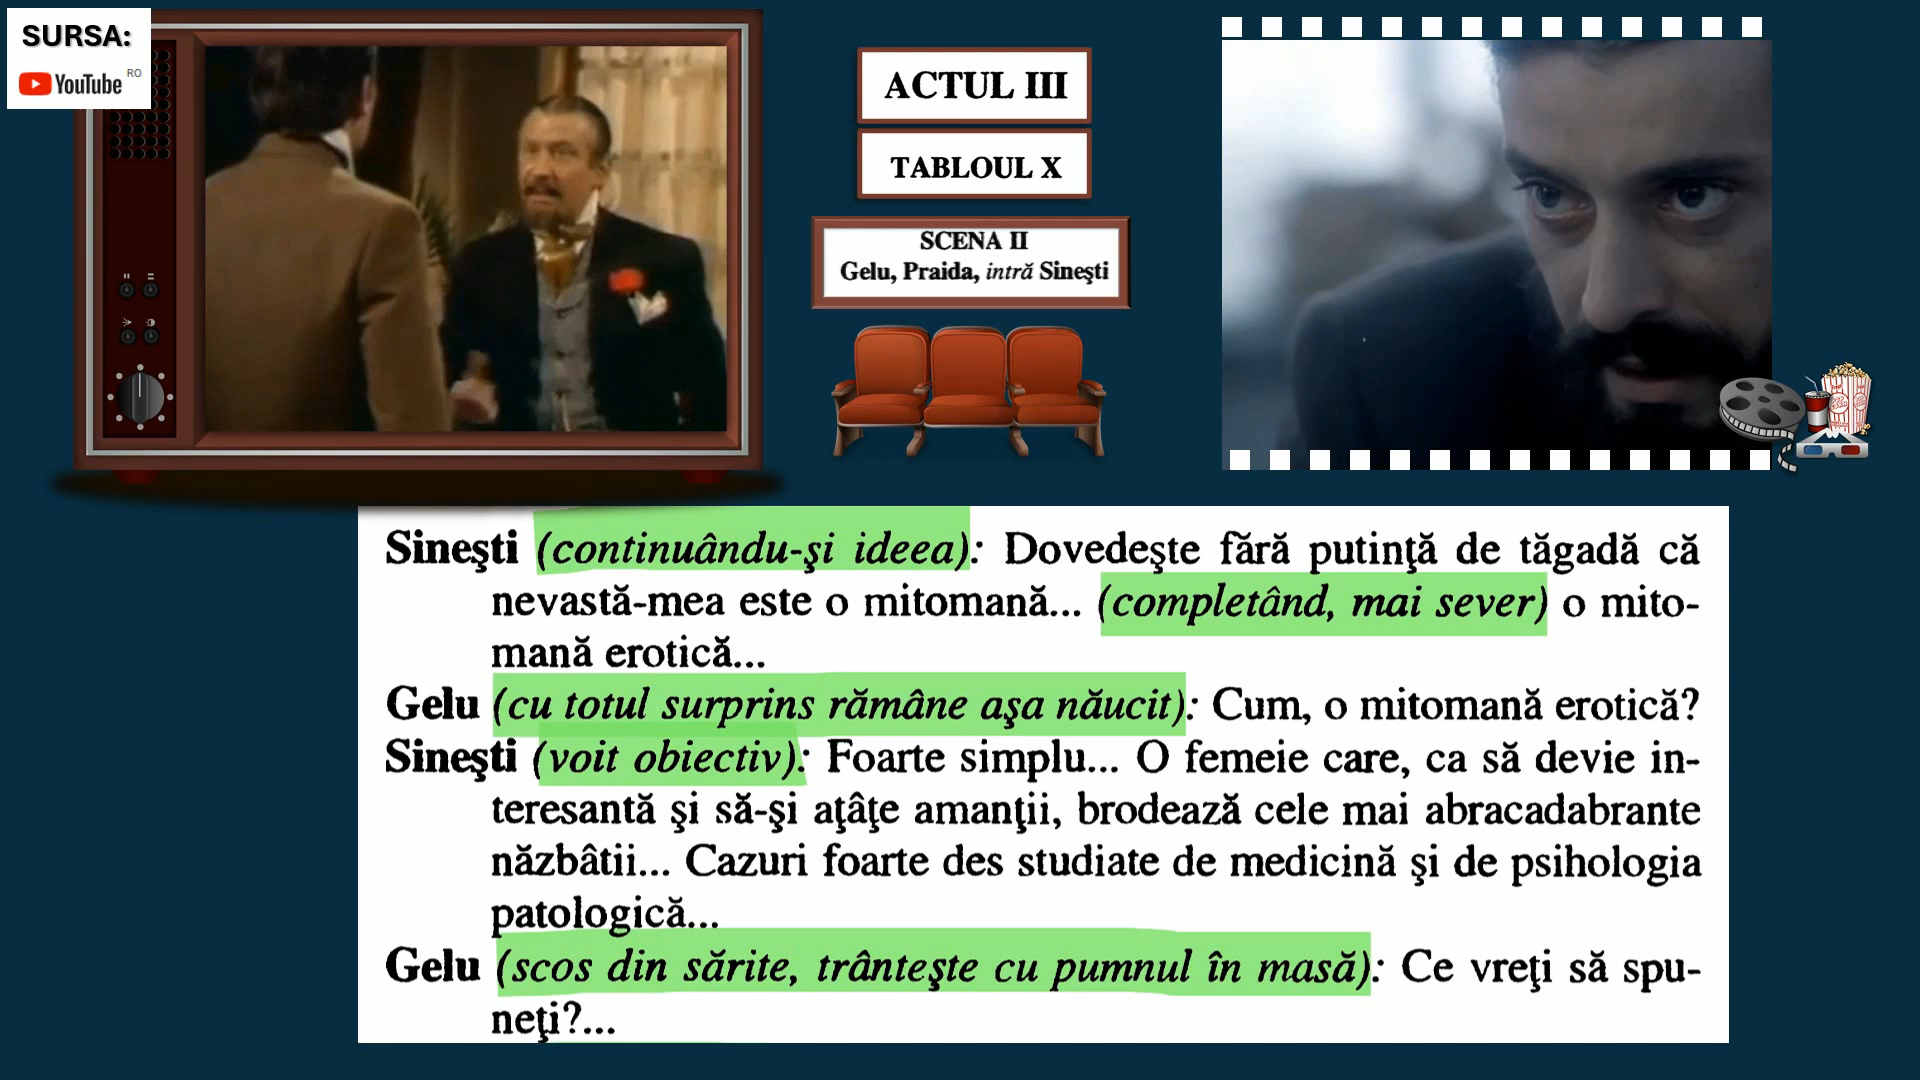 SURSA:
YouTube RO
ACTUL III
TABLOUL X
SCENA II
Gelu, Praida, intră Sineşti
Sineşti (continuându-şi ideea): Dovedeşte fără putinţă de tăgadă că
nevastă-mea este o mitomană... (completând, mai sever) o mito-
mană erotică...
Gelu (cu totul surprins rămâne aşa năucit): Cum, o mitomană erotică?
Sineşti (voit obiectiv): Foarte simplu... O femeie care, ca să devie in-
teresantă şi să-şi aţâţe amanţii, brodează cele mai abracadabrante
năzbâtii... Cazuri foarte des studiate de medicină şi de psihologia
patologică...
Gelu (scos din sărite, trânteşte cu pumnul în masă): Ce vreţi să spu-
neţi?...